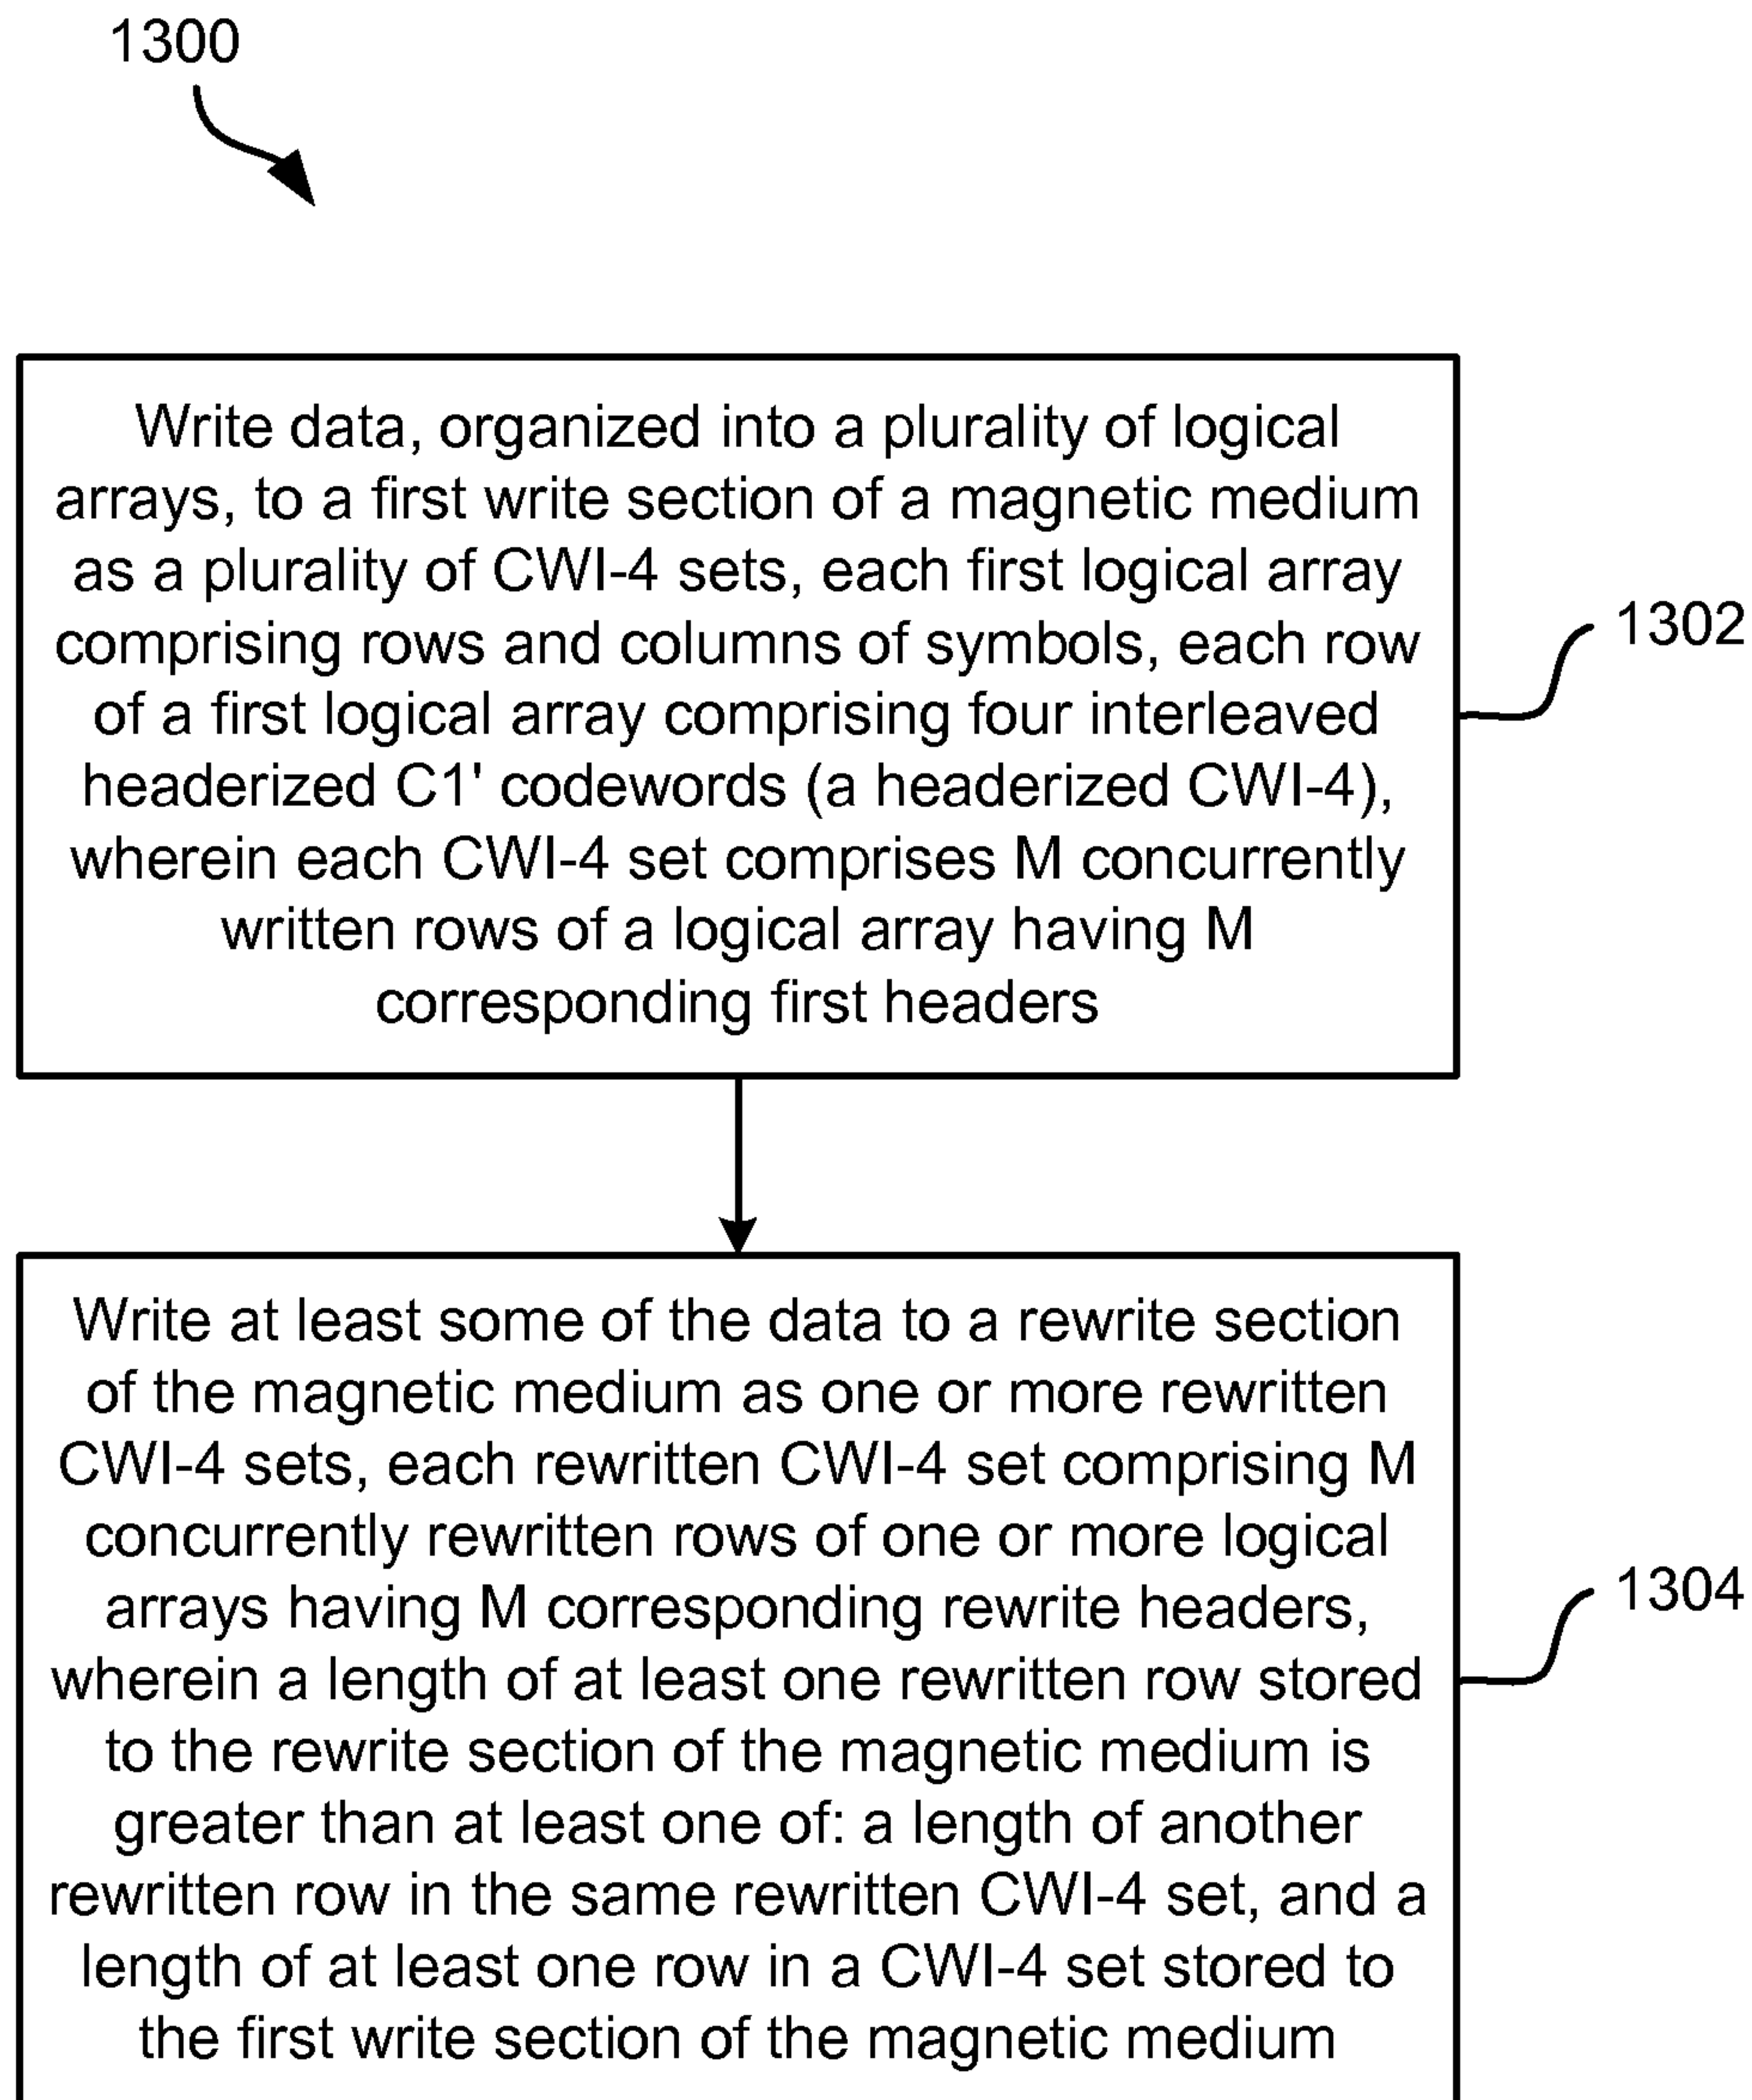 1300
Write data, organized into a plurality of logical
arrays, to a first write section of a magnetic medium
as a plurality of CWI-4 sets, each first logical array
comprising rows and columns of symbols, each row
of a first logical array comprising four interleaved
headerized C1' codewords (a headerized CWI-4),
wherein each CWI-4 set comprises M concurrently
written rows of a logical array having M
corresponding first headers
1302
Write at least some of the data to a rewrite section
of the magnetic medium as one or more rewritten
CWI-4 sets, each rewritten CWI-4 set comprising M
concurrently rewritten rows of one or more logical
arrays having M corresponding rewrite headers,
wherein a length of at least one rewritten row stored
to the rewrite section of the magnetic medium is
greater than at least one of: a length of another
rewritten row in the same rewritten CWI-4 set, and a
length of at least one row in a CWI-4 set stored to
the first write section of the magnetic medium
1304